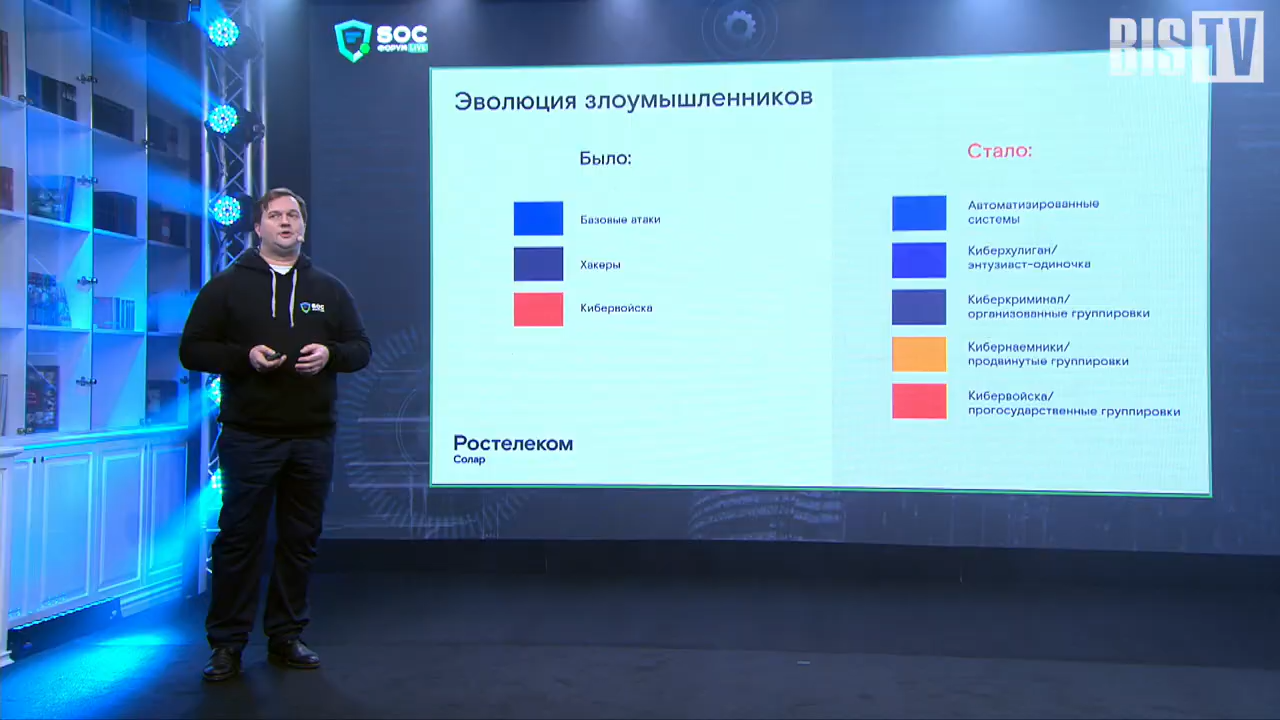 SOC
ФОРУМ LIVE
BIS TV
Эволюция злоумышленников
Было:
Базовые атаки
Хакеры
Кибервойска
Стало:
Автоматизированные
системы
Киберхулиган/
энтузиаст-одиночка
Киберкриминал/
организованные группировки
Кибернаемники/
продвинутые группировки
Кибервойска/
прогосударственные группировки
Ростелеком
Солар
SOC